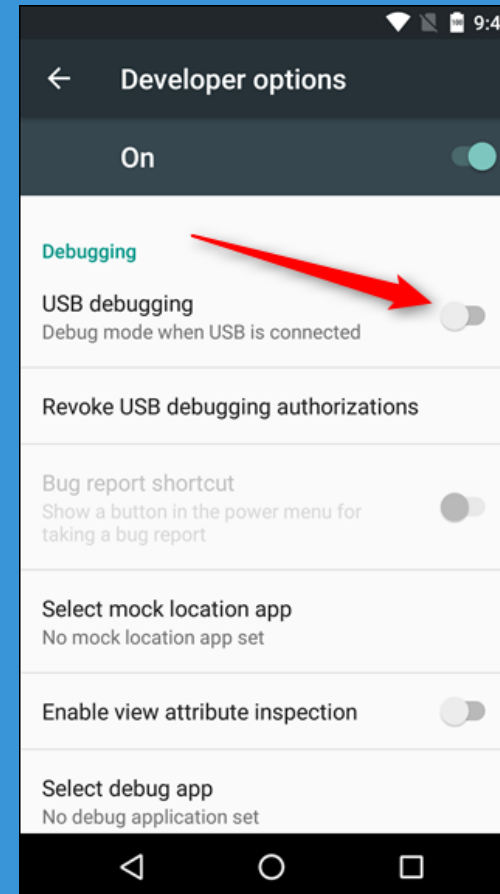 9:4
Developer options
On
Debugging
USB debugging
Debug mode when USB is connected
Revoke USB debugging authorizations
Bug report shortcut
Show a button in the power menu for
taking a bug report
Select mock location app
No mock location app set
Enable view attribute inspection
Select debug app
No debug application set